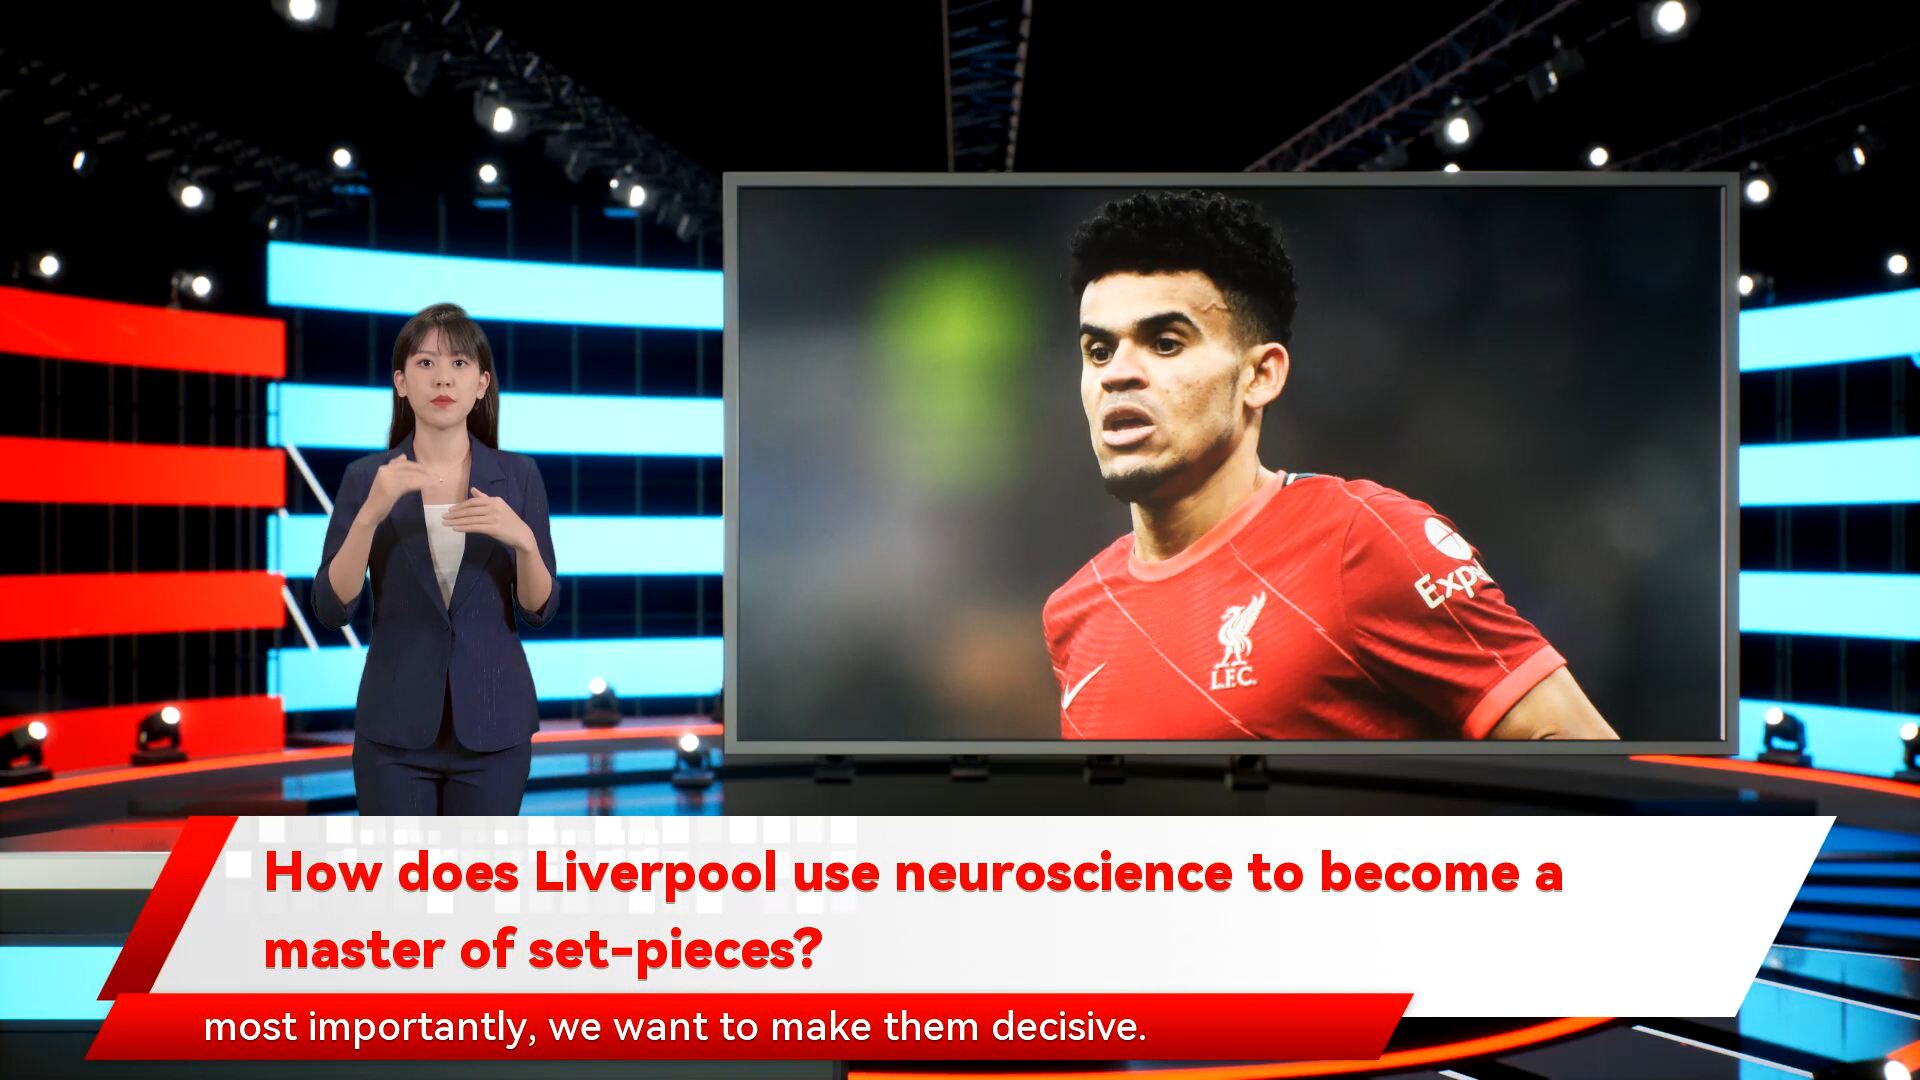 Expe
L.F.C.
How does Liverpool use neuroscience to become a
master of set-pieces?
most importantly, we want to make them decisive.